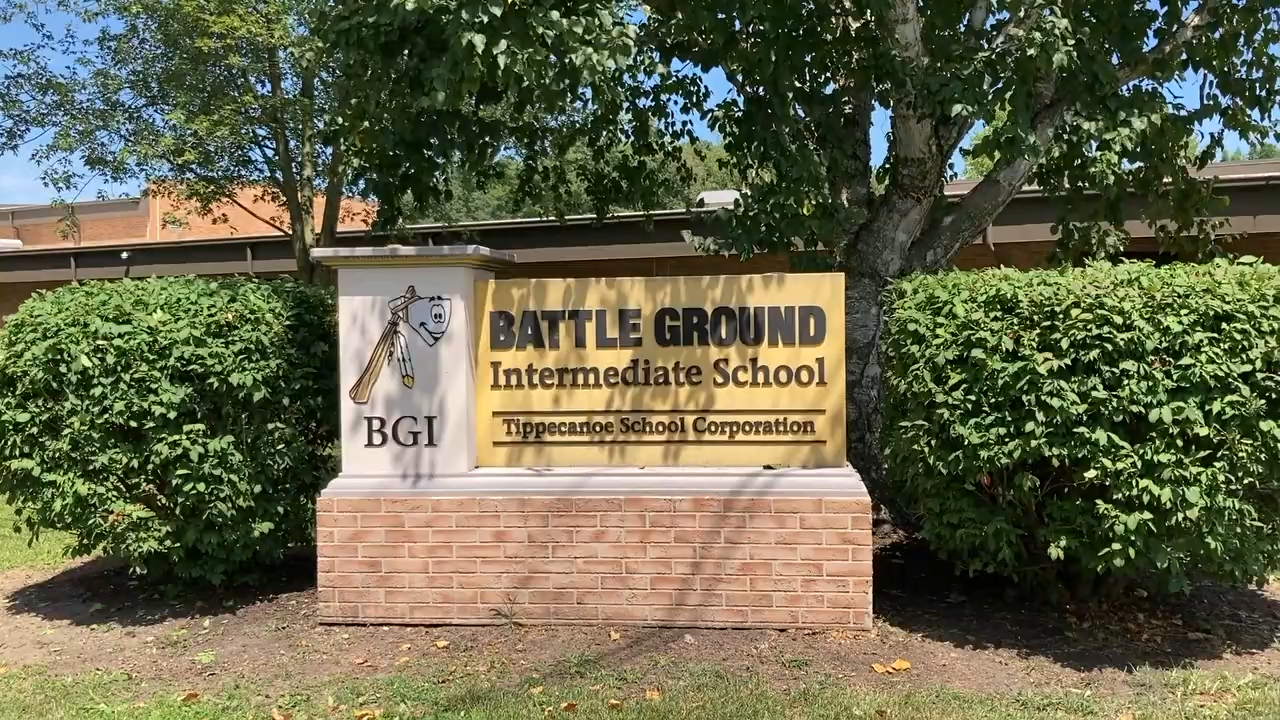 BATTLE GROUND
Intermediate School
Tippecanoe School Corporation
BGI